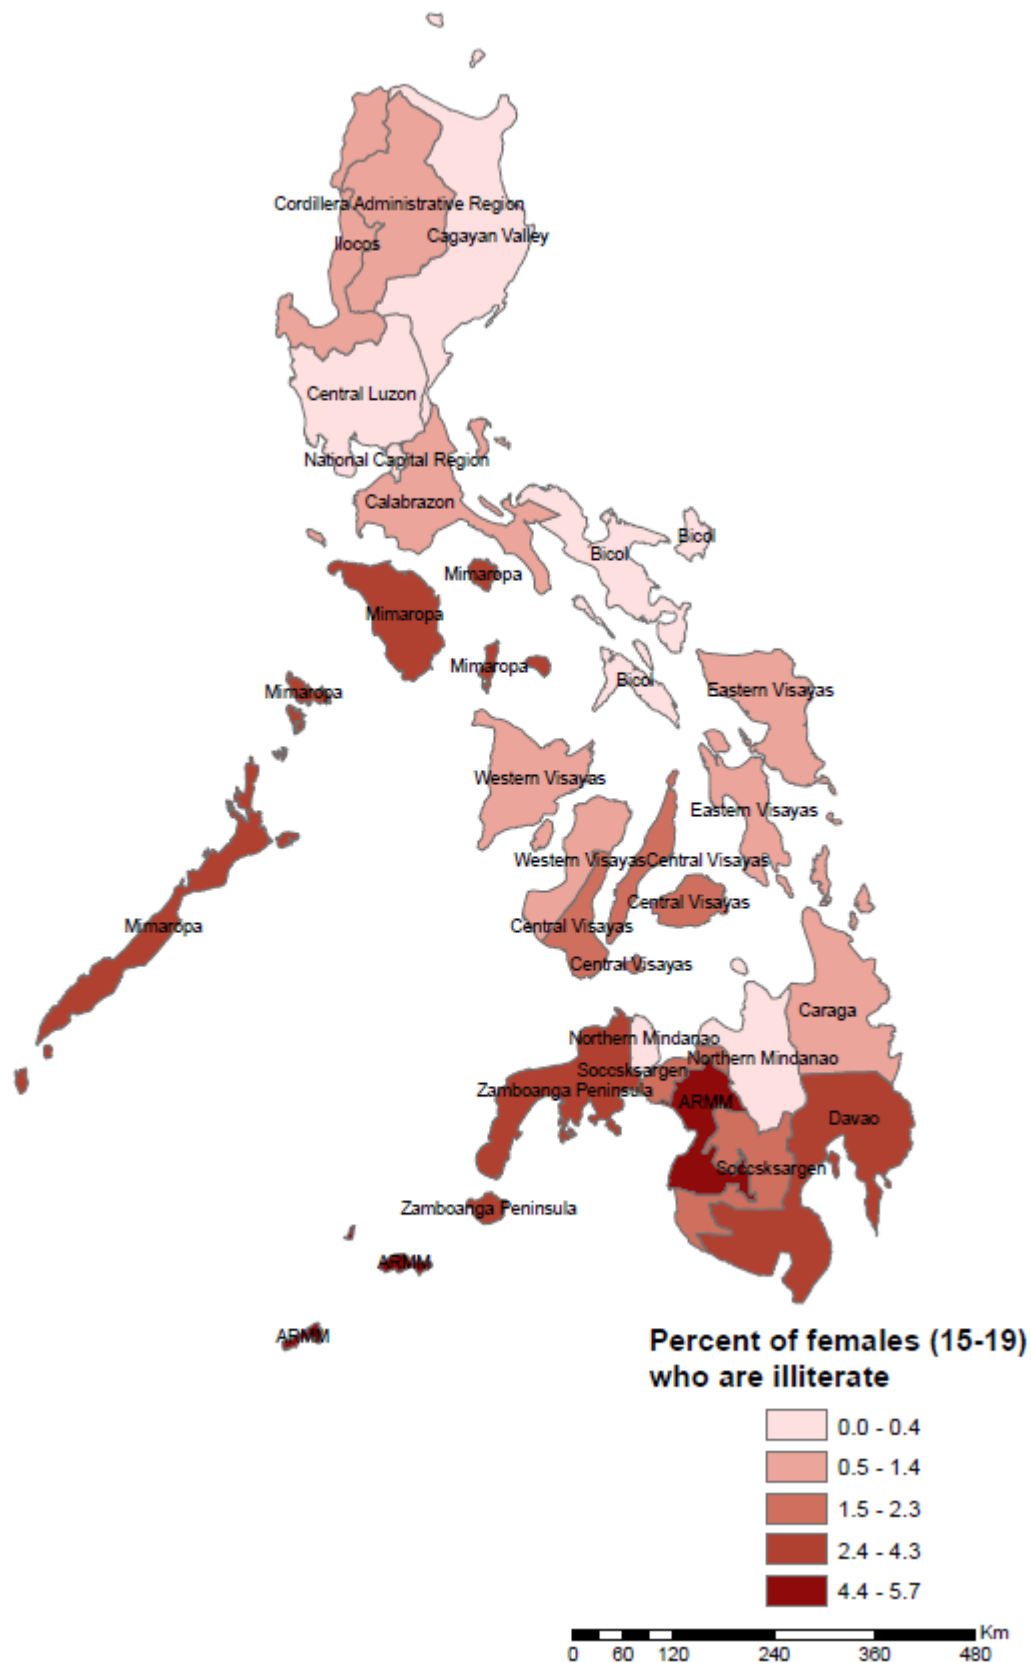 Cordillera Administrative Region
Cagayan Valley
Ilocos
Central Luzon
National Capital Region
Calabrazon
Bicol
Bicol
Mimaropa
Mimaropa
Mimaropa
Bicol
Mimaropa
Eastern Visayas
Western Visayas
Eastern Visayas
Western Visayas
Central Visayas
Central Visayas
Mimaropa
Central Visayas
Central Visayas
Caraga
Northern Mindanao
Northern Mindanao
Soccsksargen
Zamboanga Peninsula
ARMM
Davao
Soccsksargen
Zamboanga Peninsula
ARMM
ARMM
Percent of females (15-19)
who are illiterate
0.0 - 0.4
0.5 - 1.4
1.5 - 2.3
2.4 - 4.3
4.4 - 5.7
Km
0 60 120 240 360 480